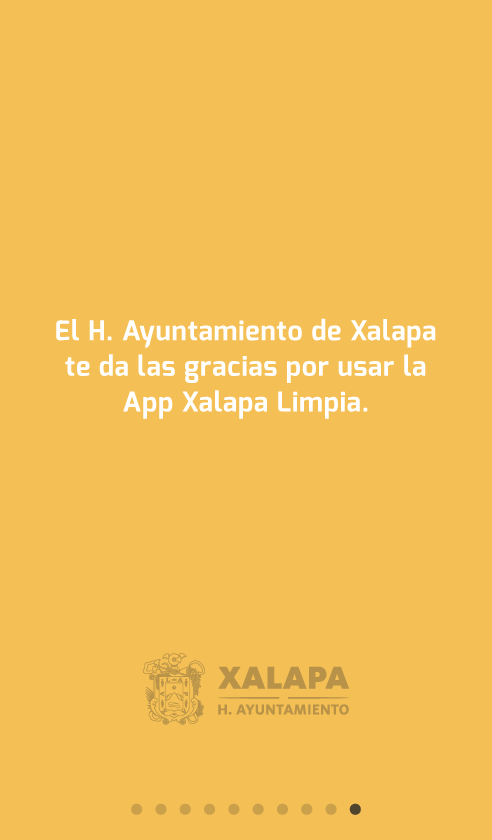 El H. Ayuntamiento de Xalapa
te da las gracias por usar la
App Xalapa Limpia.
XALAPA
H. AYUNTAMIENTO